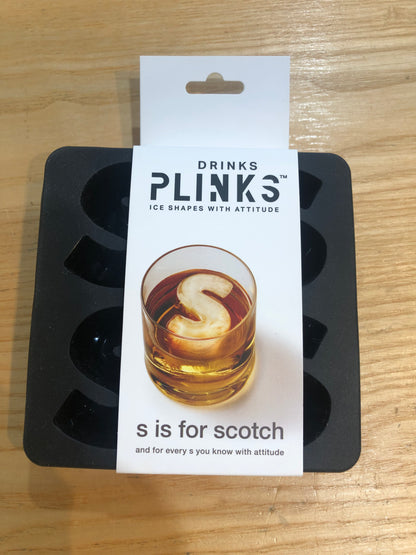 DRINKS
PLINKS™
ICE SHAPES WITH ATTITUDE
s is for scotch
and for every s you know with attitude